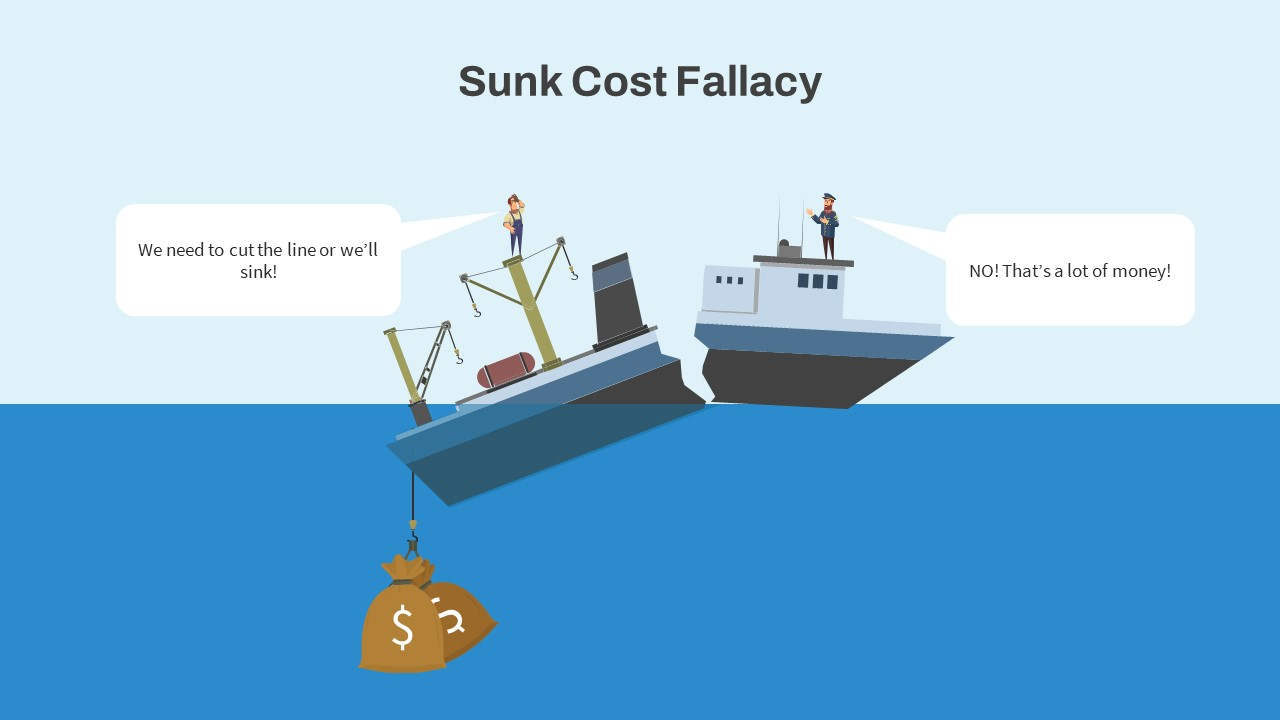 Sunk Cost Fallacy
We need to cut the line or we’ll
sink!
NO! That’s a lot of money!
$
$